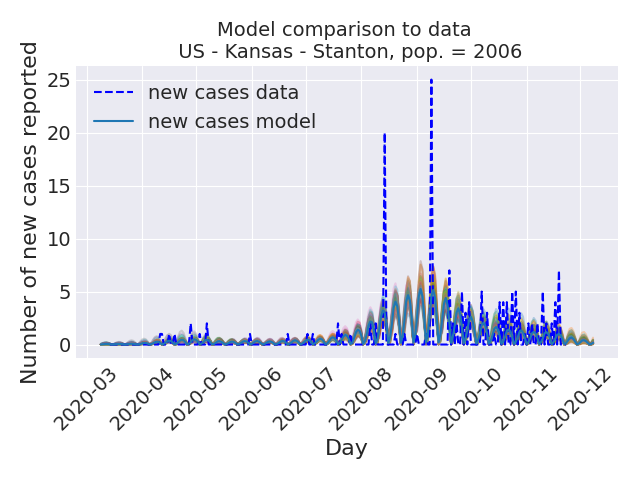 Model comparison to data
US - Kansas - Stanton, pop. = 2006
Number of new cases reported
25
20
15
10
5
0
new cases data
new cases model
2020-03
2020-04
2020-05
2020-06
2020-07
2020-08
2020-09
2020-10
2020-11
2020-12
Day